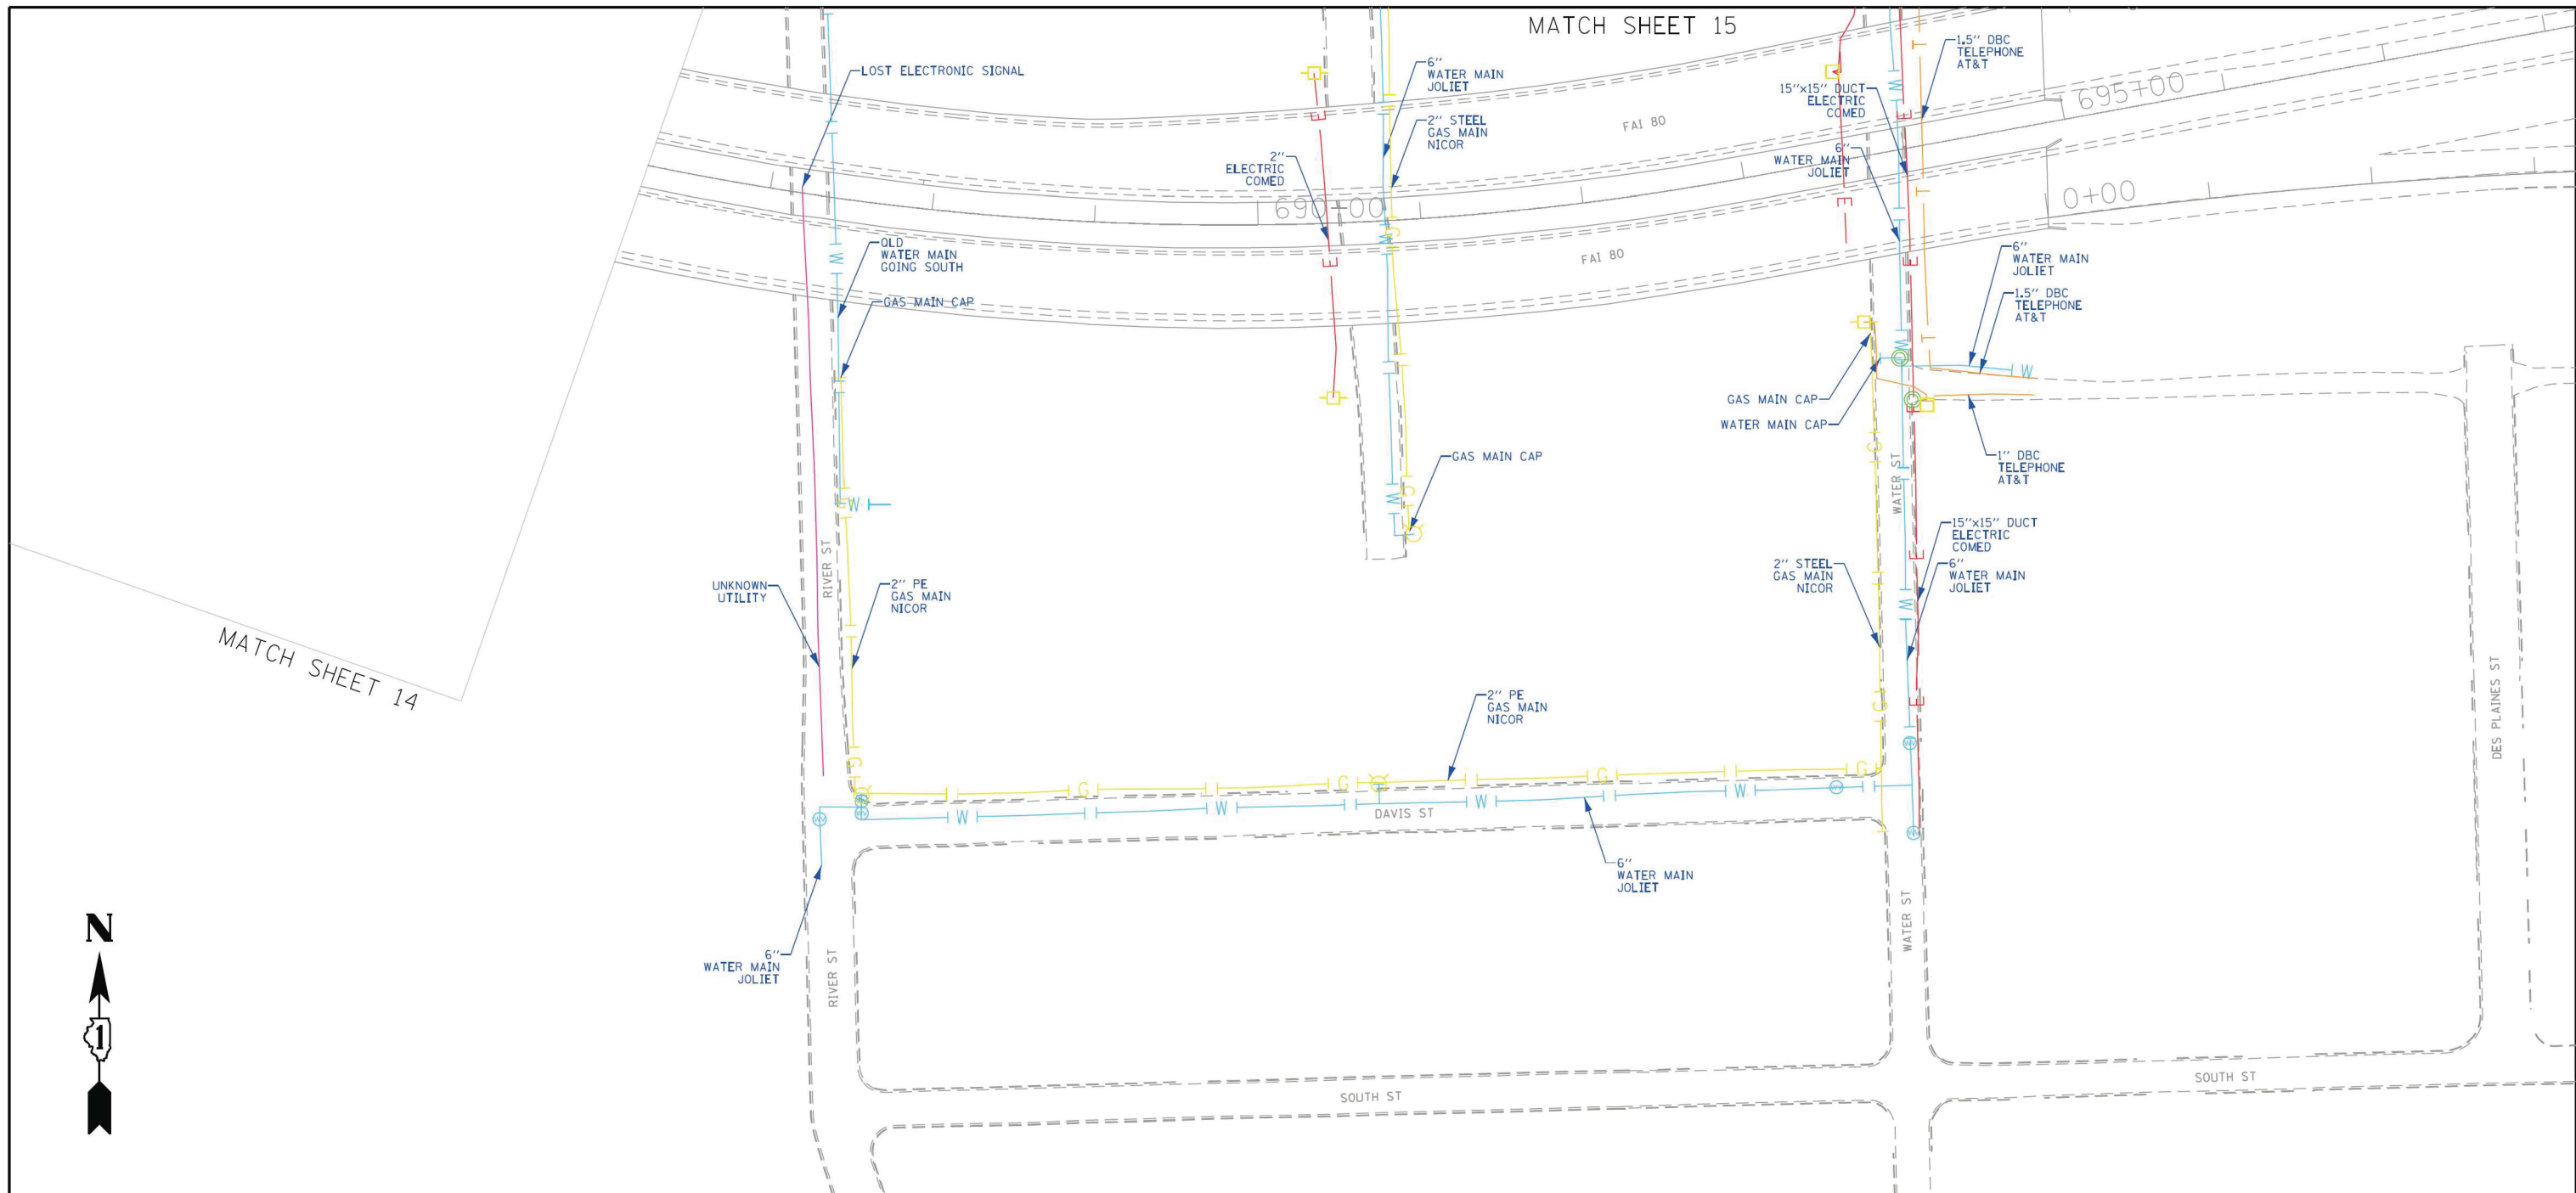 MATCH SHEET 15
LOST ELECTRONIC SIGNAL
6"
WATER MAIN
JOLIET
2" STEEL
GAS MAIN
NICOR
2"
ELECTRIC
COMED
FAI 80
15"x15" DUCT
ELECTRIC
COMED
6"
WATER MAIN
JOLIET
1.5" DBC
TELEPHONE
AT&T
695+00
690+00
0+00
FAI 80
QLD
WATER MAIN
GOING SOUTH
GAS MAIN CAP
6"
WATER MAIN
JOLIET
1.5" DBC
TELEPHONE
AT&T
GAS MAIN CAP
WATER MAIN CAP
1" DBC
TELEPHONE
AT&T
GAS MAIN CAP
WATER ST
15"x15" DUCT
ELECTRIC
COMED
6"
WATER MAIN
JOLIET
2" STEEL
GAS MAIN
NICOR
RIVER ST
UNKNOWN
UTILITY
2" PE
GAS MAIN
NICOR
MATCH SHEET 14
2" PE
GAS MAIN
NICOR
DES PLAINES ST
DAVIS ST
6"
WATER MAIN
JOLIET
6"
WATER MAIN
JOLIET
RIVER ST
WATER ST
N
1
SOUTH ST
SOUTH ST
W
W
W
W
W
W
W
W
W
W
W
W
W
G
G
G
G
G
G
G
G
G
E
E
E
E
E
E
E
T
T
T